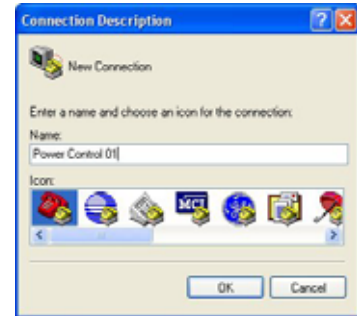 Connection Description
New Connection
Enter a name and choose an icon for the connection:
Name:
Power Control 01
Icon:
MCI
OK
Cancel